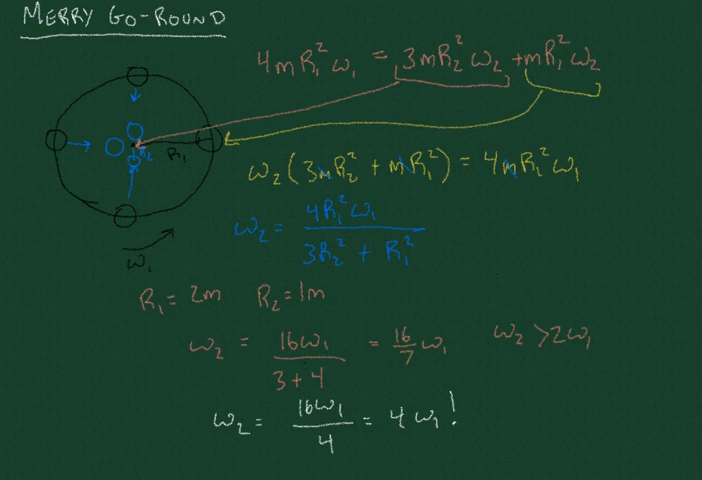 MERRY GO-ROUND
4mR₁²ω₁ = 3mR₂²ω₂ + mR₁²ω₂
R₂
R₁
ω₂(3mR₂² + mR₁²) = 4mR₁²ω₁
ω₂ = 4R₁²ω₁ / 3R₂² + R₁²
ω₁
R₁ = 2m R₂ = 1m
ω₂ = 16ω₁ / 3+4 = 16/7 ω₁ ω₂ > 2ω₁
ω₂ = 16ω₁ / 4 = 4ω₁!